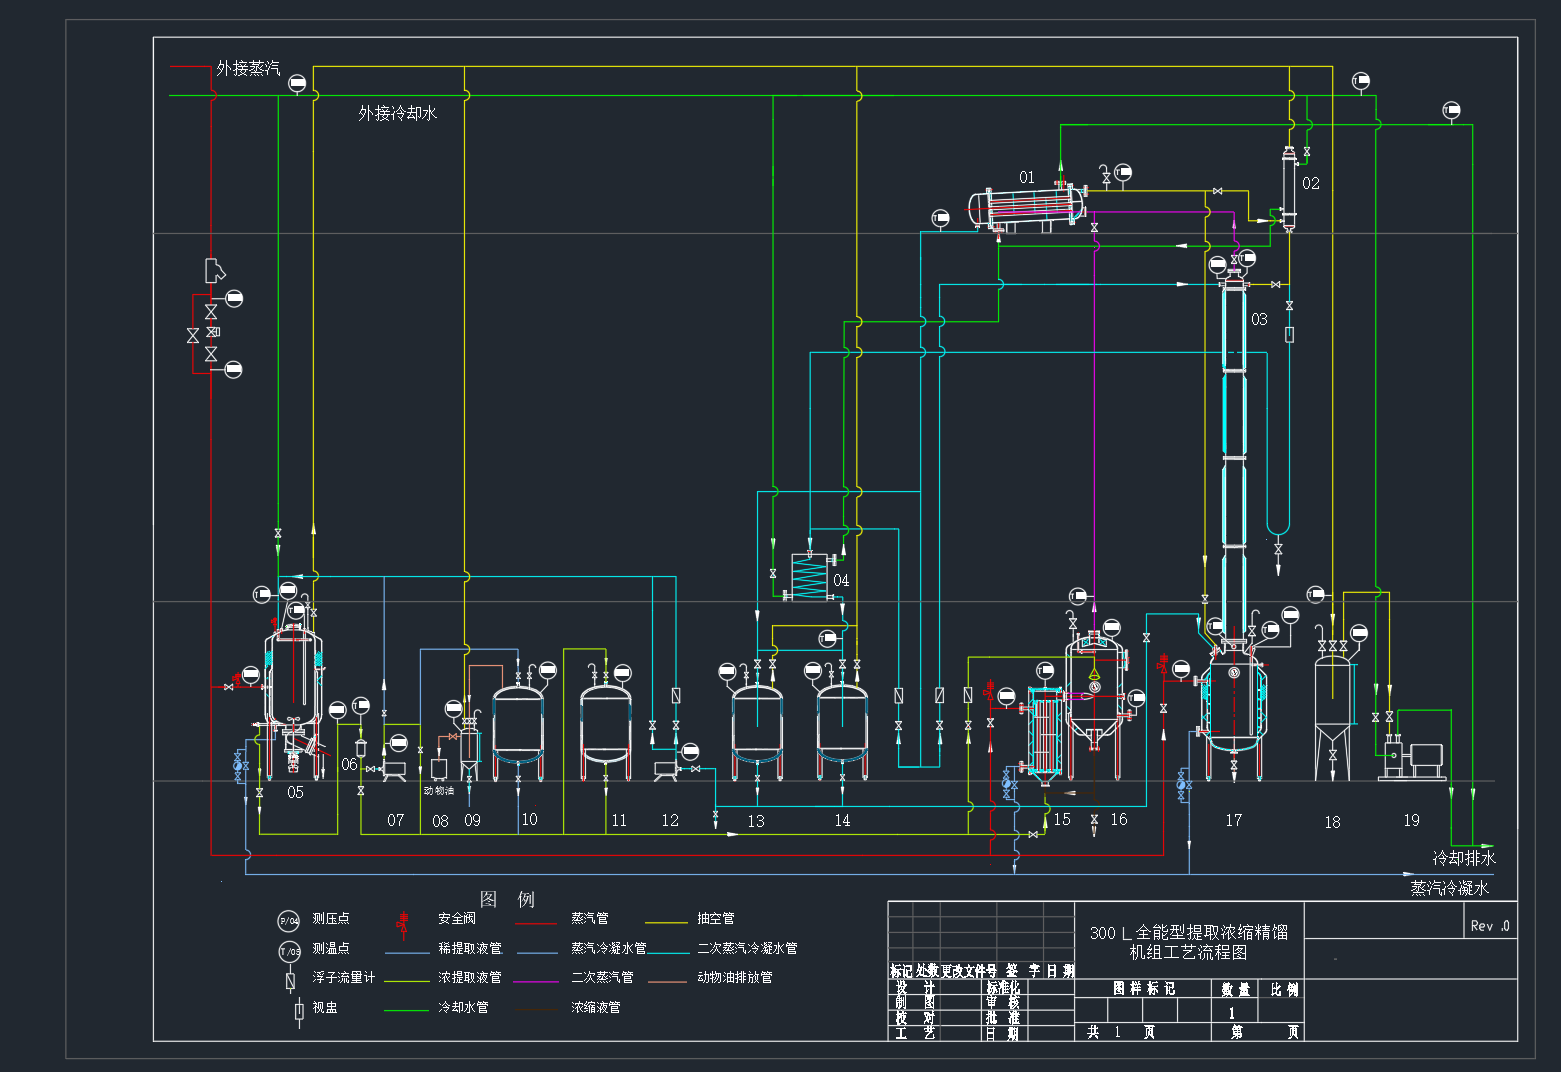 外接蒸汽
外接冷却水
01
02
03
04
05
06
动物油
07
08
09
10
11
12
13
14
15
16
17
18
19
冷却排水
蒸汽冷凝水
图 例
P/04 测压点
安全阀
蒸汽管
抽空管
T/05 测温点
稀提取液管
蒸汽冷凝水管
二次蒸汽冷凝水管
浮子流量计
浓提取液管
二次蒸汽管
动物油排放管
视盅
冷却水管
浓缩液管
300 L 全能型提取浓缩精馏
机组工艺流程图
Rev .0
标记 处数 更改文件号 签 字 日 期
设 计 标准化
制 图 审 核
校 对 批 准
工 艺 日 期
图 样 标 记 数 量 比 例
1
共 1 页 第 页